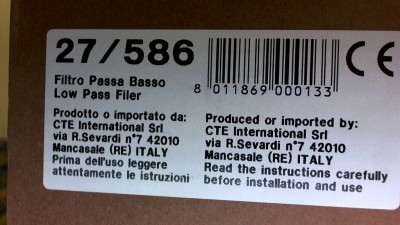 27/586
Filtro Passa Basso
Low Pass Filer
8 011869 000133
CE
Prodotto o importato da:
CTE International Srl
via R.Sevardi n°7 42010
Mancasale (RE) ITALY
Prima dell'uso leggere
attentamente le istruzioni
Produced or imported by:
CTE International Srl
via R.Sevardi n°7 42010
Mancasale (RE) ITALY
Read the instructions carefully
before installation and use